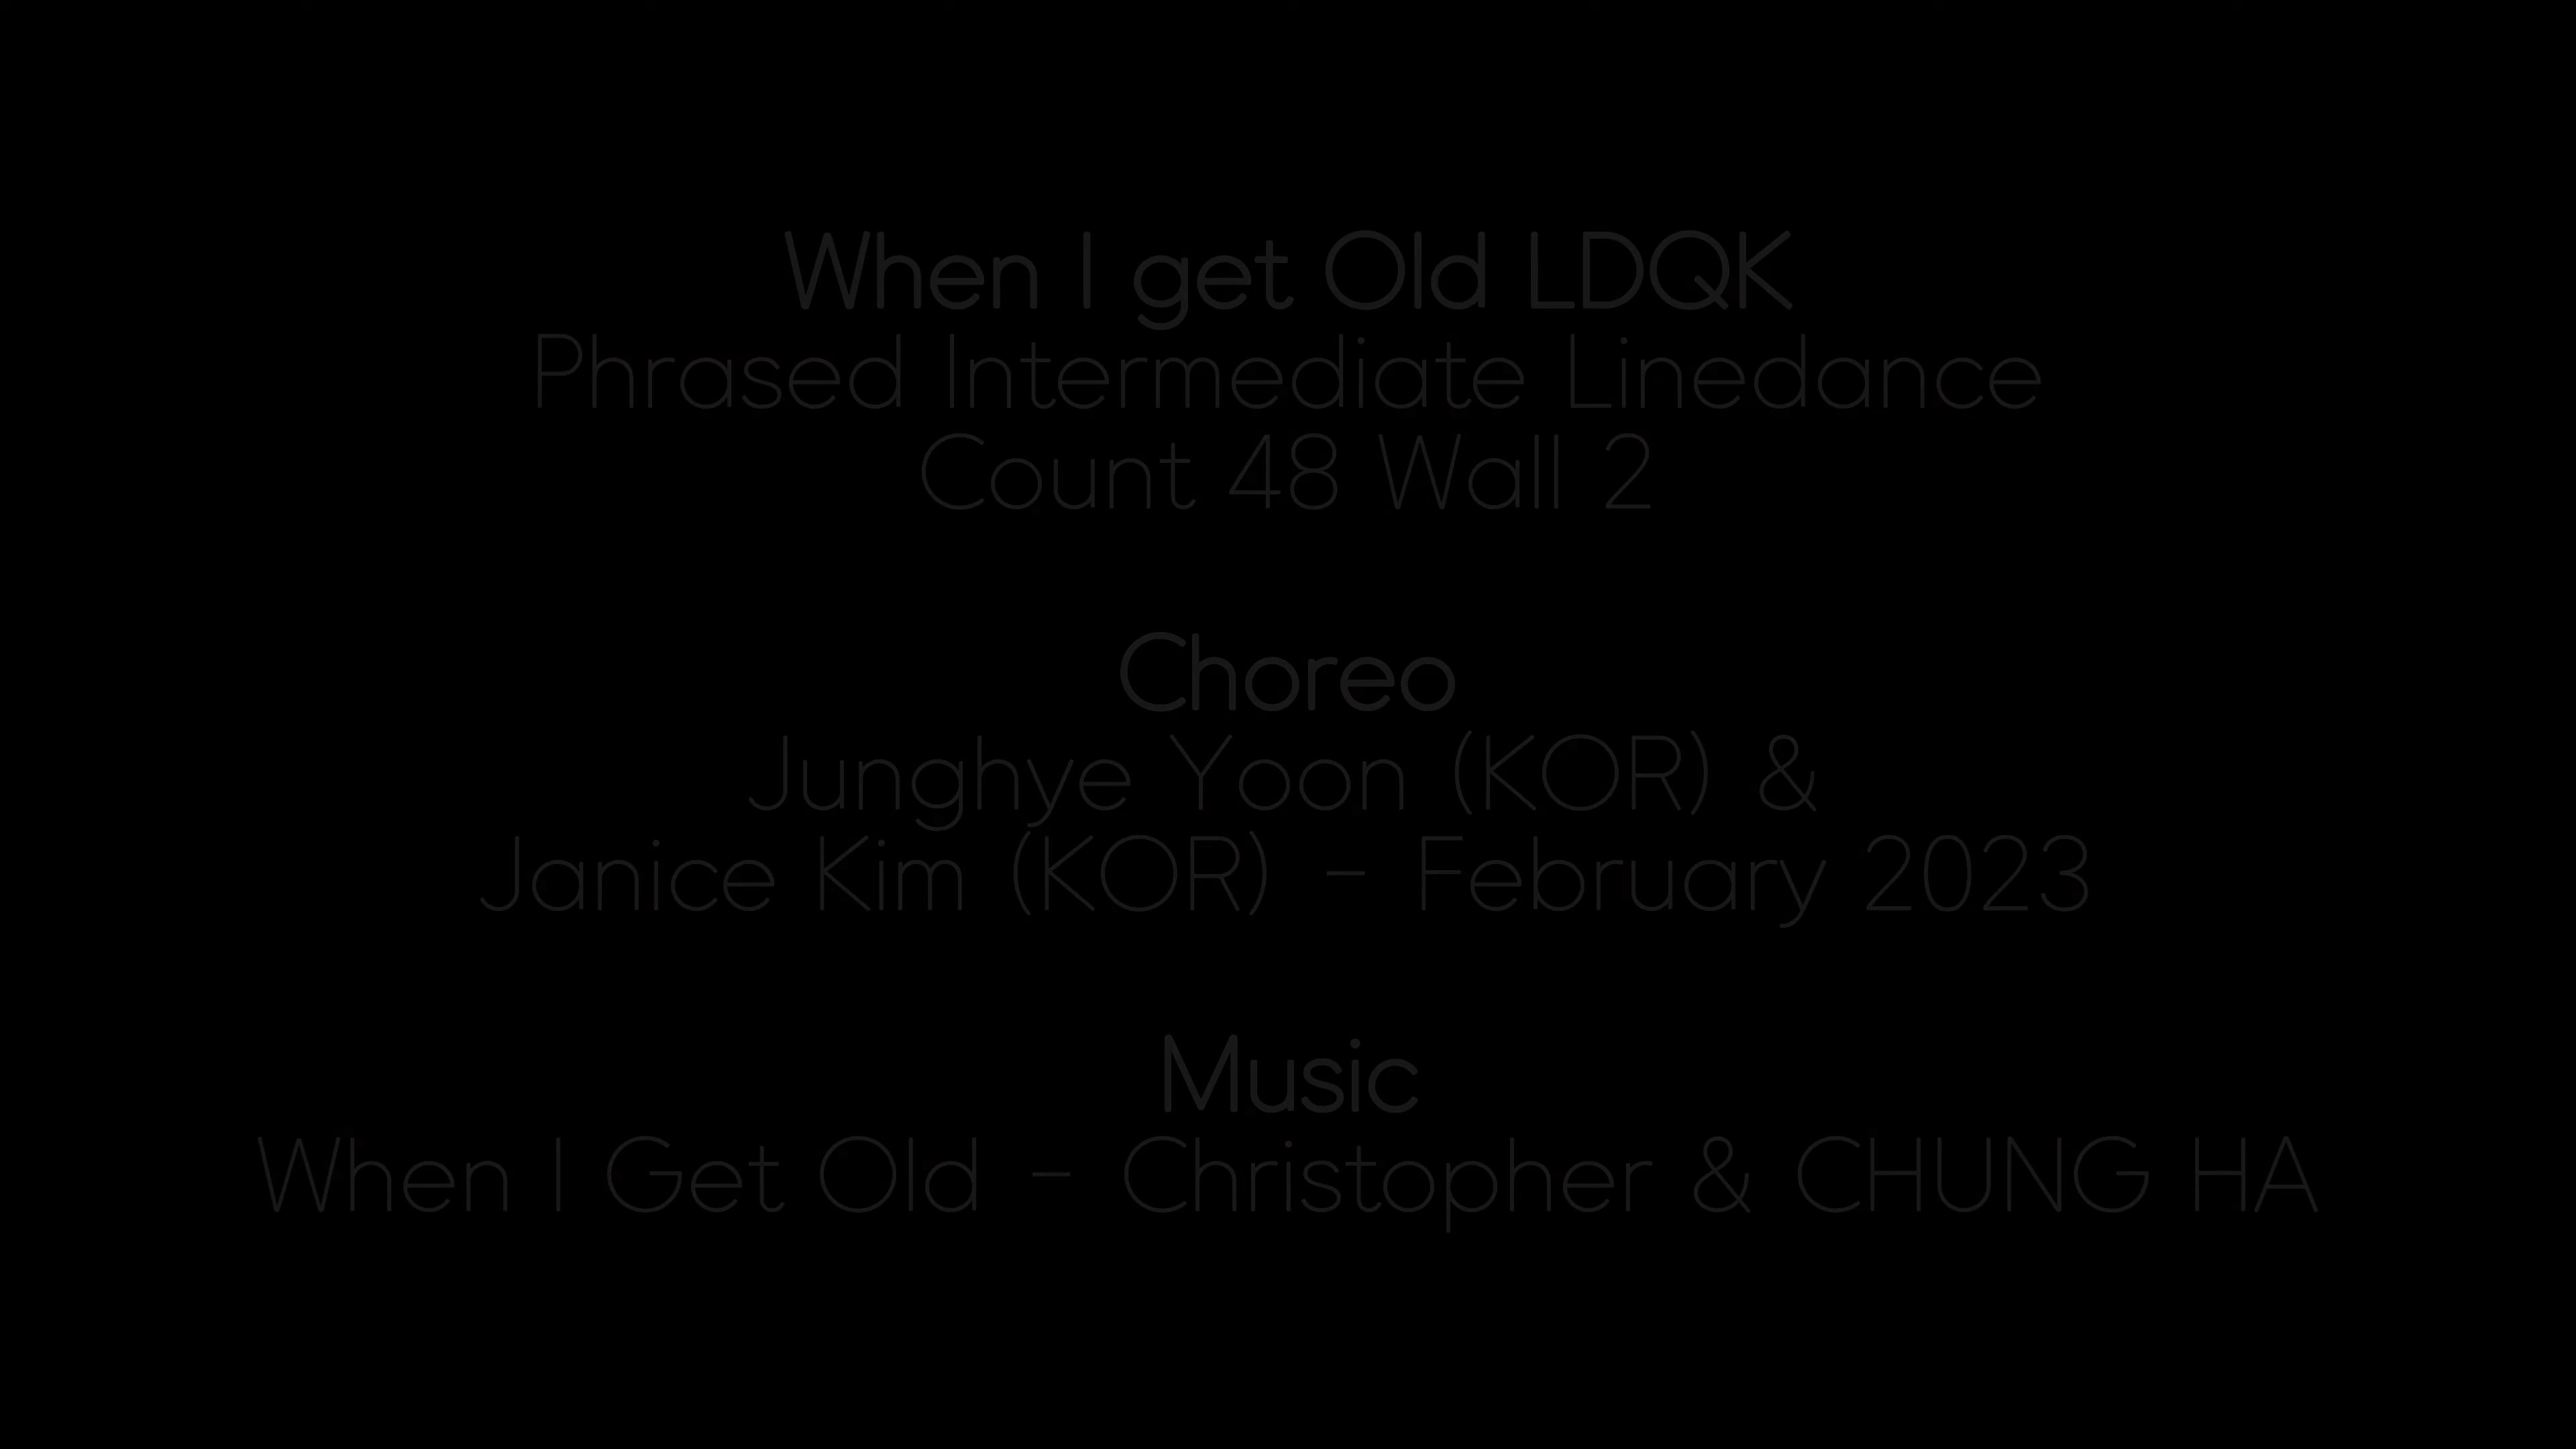 When I get Old LDQK
Phrased Intermediate Linedance
Count 48 Wall 2
Choreo
Junghye Yoon (KOR) &
Janice Kim (KOR) - February 2023
Music
When I Get Old - Christopher & CHUNG HA